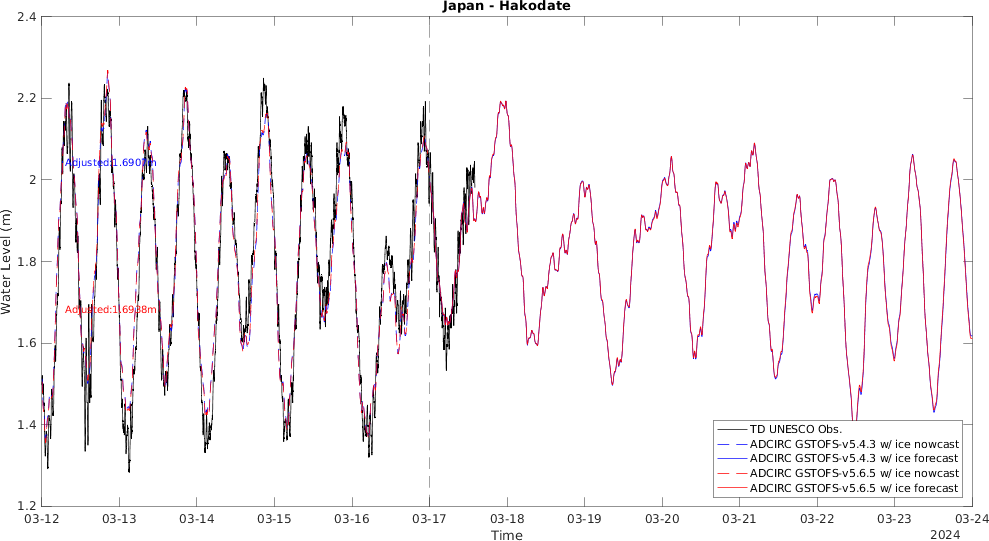 Japan - Hakodate
2.4
2.2
2
1.8
1.6
1.4
1.2
Water Level (m)
Adjusted:1.6938m
03-12
03-13
03-14
03-15
03-16
03-17
03-18
03-19
03-20
03-21
03-22
03-23
03-24
Time
2024
TD UNESCO Obs.
ADCIRC GSTOFS-v5.4.3 w/ ice nowcast
ADCIRC GSTOFS-v5.4.3 w/ ice forecast
ADCIRC GSTOFS-v5.6.5 w/ ice nowcast
ADCIRC GSTOFS-v5.6.5 w/ ice forecast